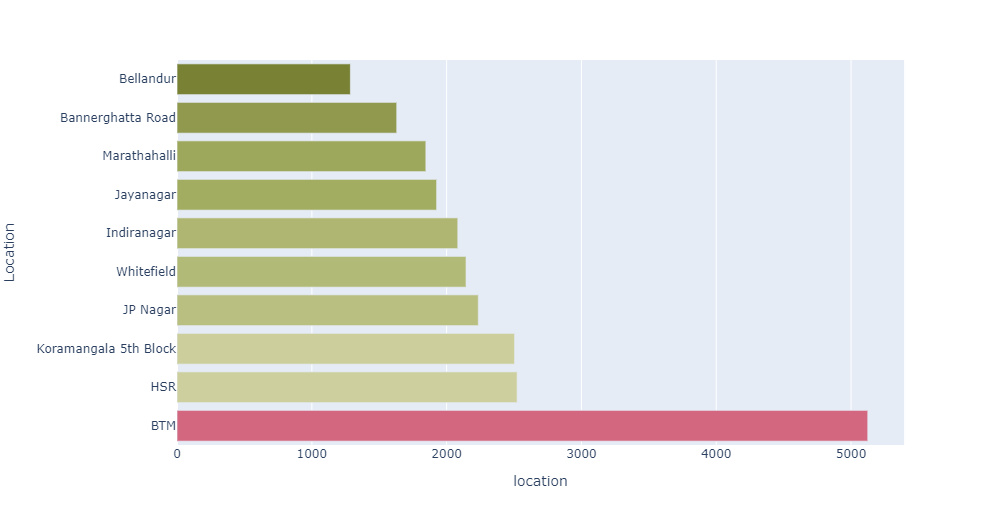 Bellandur
Bannerghatta Road
Marathahalli
Jayanagar
Indiranagar
Whitefield
JP Nagar
Koramangala 5th Block
HSR
BTM
0 1000 2000 3000 4000 5000
location
Location